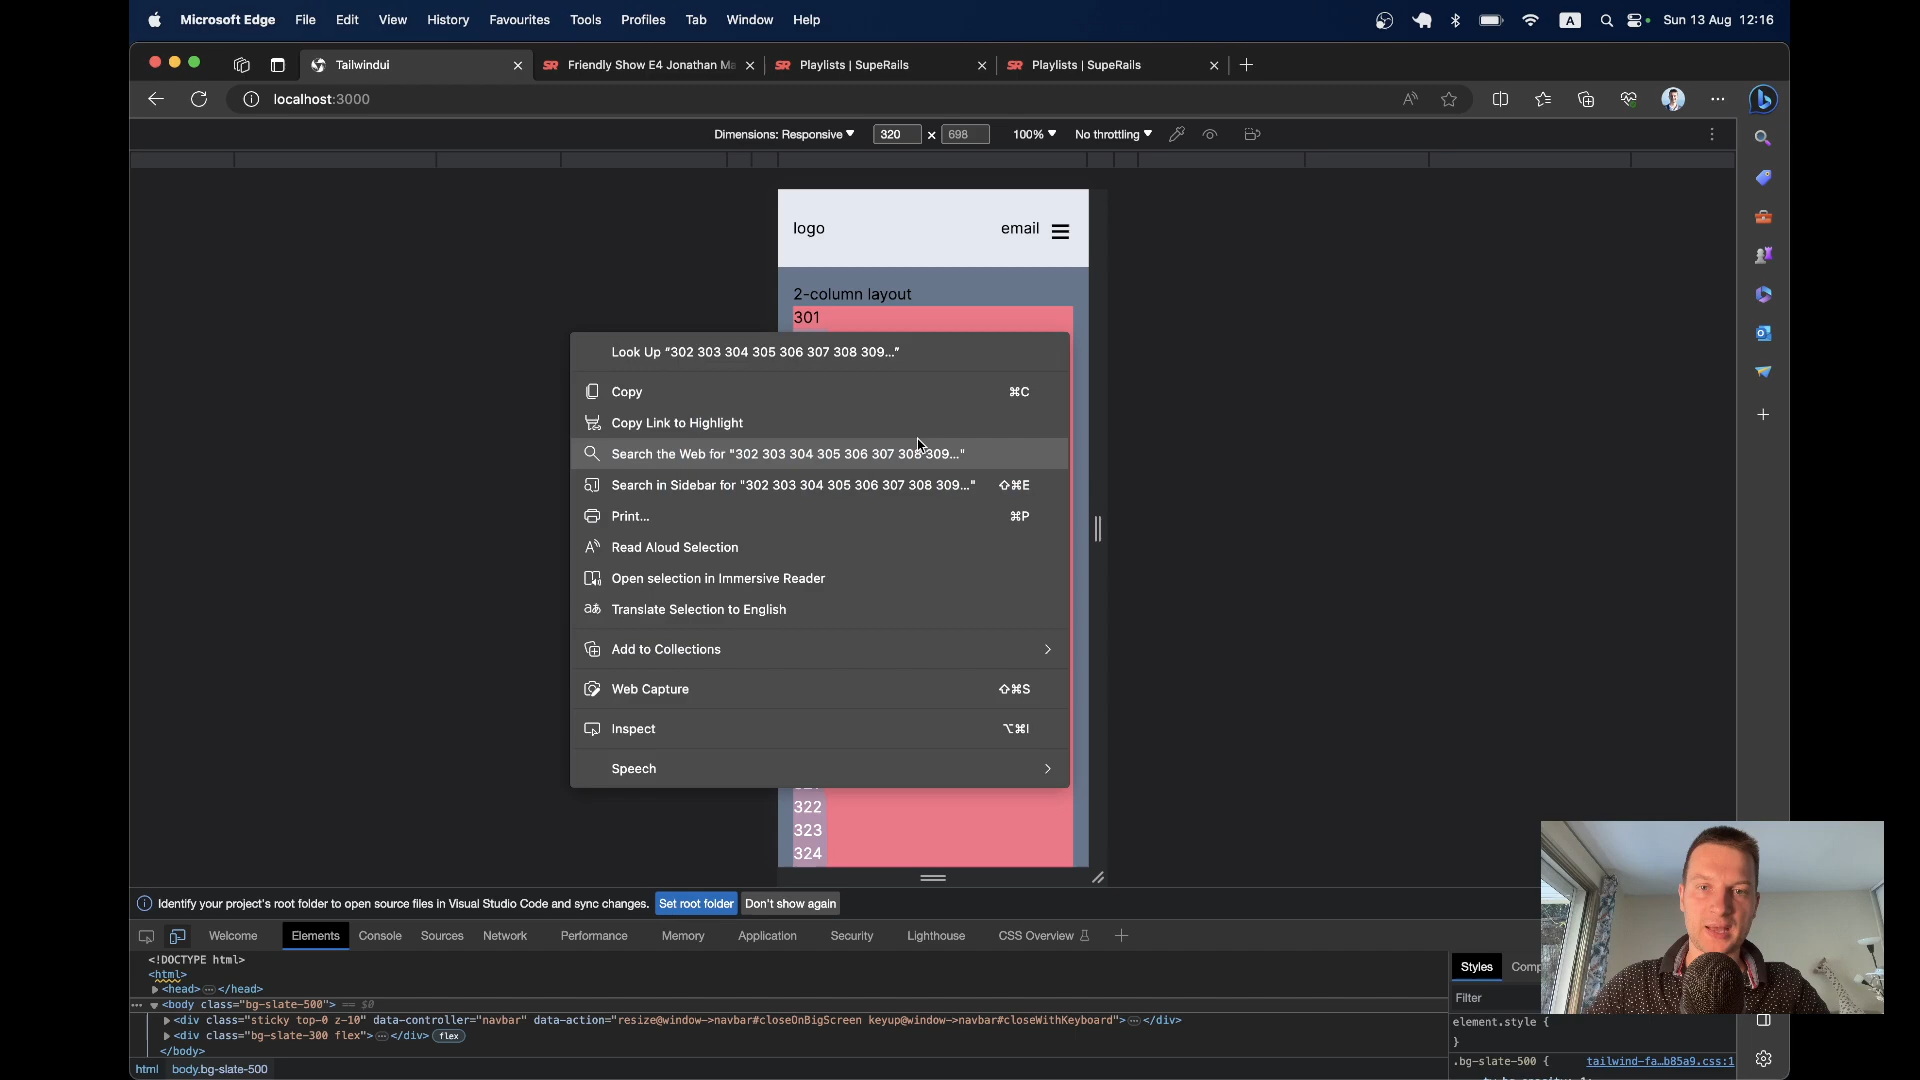 Microsoft Edge File Edit View History Favourites Tools Profiles Tab Window Help A Sun 13 Aug 12:16
Tailwindui SR Friendly Show E4 Jonathan Ma SR Playlists | SupeRails SR Playlists | SupeRails
localhost:3000
Dimensions: Responsive 320 × 698 100% No throttling
logo email
2-column layout
301
Look Up “302 303 304 305 306 307 308 309...”
Copy ⌘C
Copy Link to Highlight
Search the Web for "302 303 304 305 306 307 308 309..."
Search in Sidebar for "302 303 304 305 306 307 308 309..." ⇧⌘E
Print... ⌘P
Read Aloud Selection
Open selection in Immersive Reader
Translate Selection to English
Add to Collections
Web Capture ⇧⌘S
Inspect ⌥⌘I
Speech
322
323
324
Identify your project's root folder to open source files in Visual Studio Code and sync changes. Set root folder Don't show again
Welcome Elements Console Sources Network Performance Memory Application Security Lighthouse CSS Overview
<!DOCTYPE html>
<html>
<head> ⋯ </head>
<body class="bg-slate-500"> == $0
<div class="sticky top-0 z-10" data-controller="navbar" data-action="resize@window->navbar#closeOnBigScreen keyup@window->navbar#closeWithKeyboard"> ⋯ </div>
<div class="bg-slate-300 flex"> ⋯ </div> flex
</body>
html body.bg-slate-500
Styles Comp
Filter
element.style {
}
.bg-slate-500 { tailwind-fa…b85a9.css:1